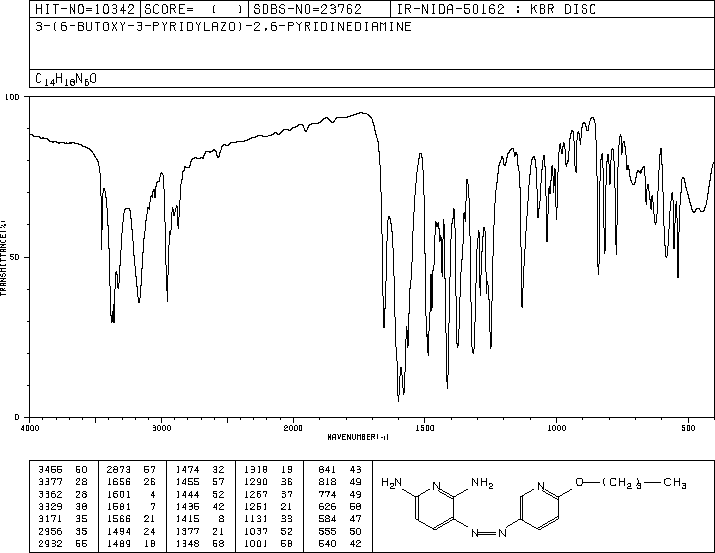 HIT-NO=10342 SCORE= ( ) SDBS-NO=23762 IR-NIDA-50162 : KBR DISC
3-(6-BUTOXY-3-PYRIDYLAZO)-2,6-PYRIDINEDIAMINE
C14H18N6O
100
50
0
TRANSMITTANCE(%)
4000 3000 2000 1500 1000 500
WAVENUMBER(-1)
3466 60 2873 57 1474 32 1318 19 841 43
3377 28 1656 26 1455 57 1290 36 818 49
3362 28 1601 4 1444 52 1267 37 774 49
3329 38 1581 7 1435 42 1251 21 626 58
3171 35 1566 21 1415 8 1131 33 584 47
2956 35 1494 24 1377 21 1037 52 555 50
2932 55 1489 18 1348 58 1001 58 540 42
H2N N NH2 N O—(CH2)3—CH3
N=N